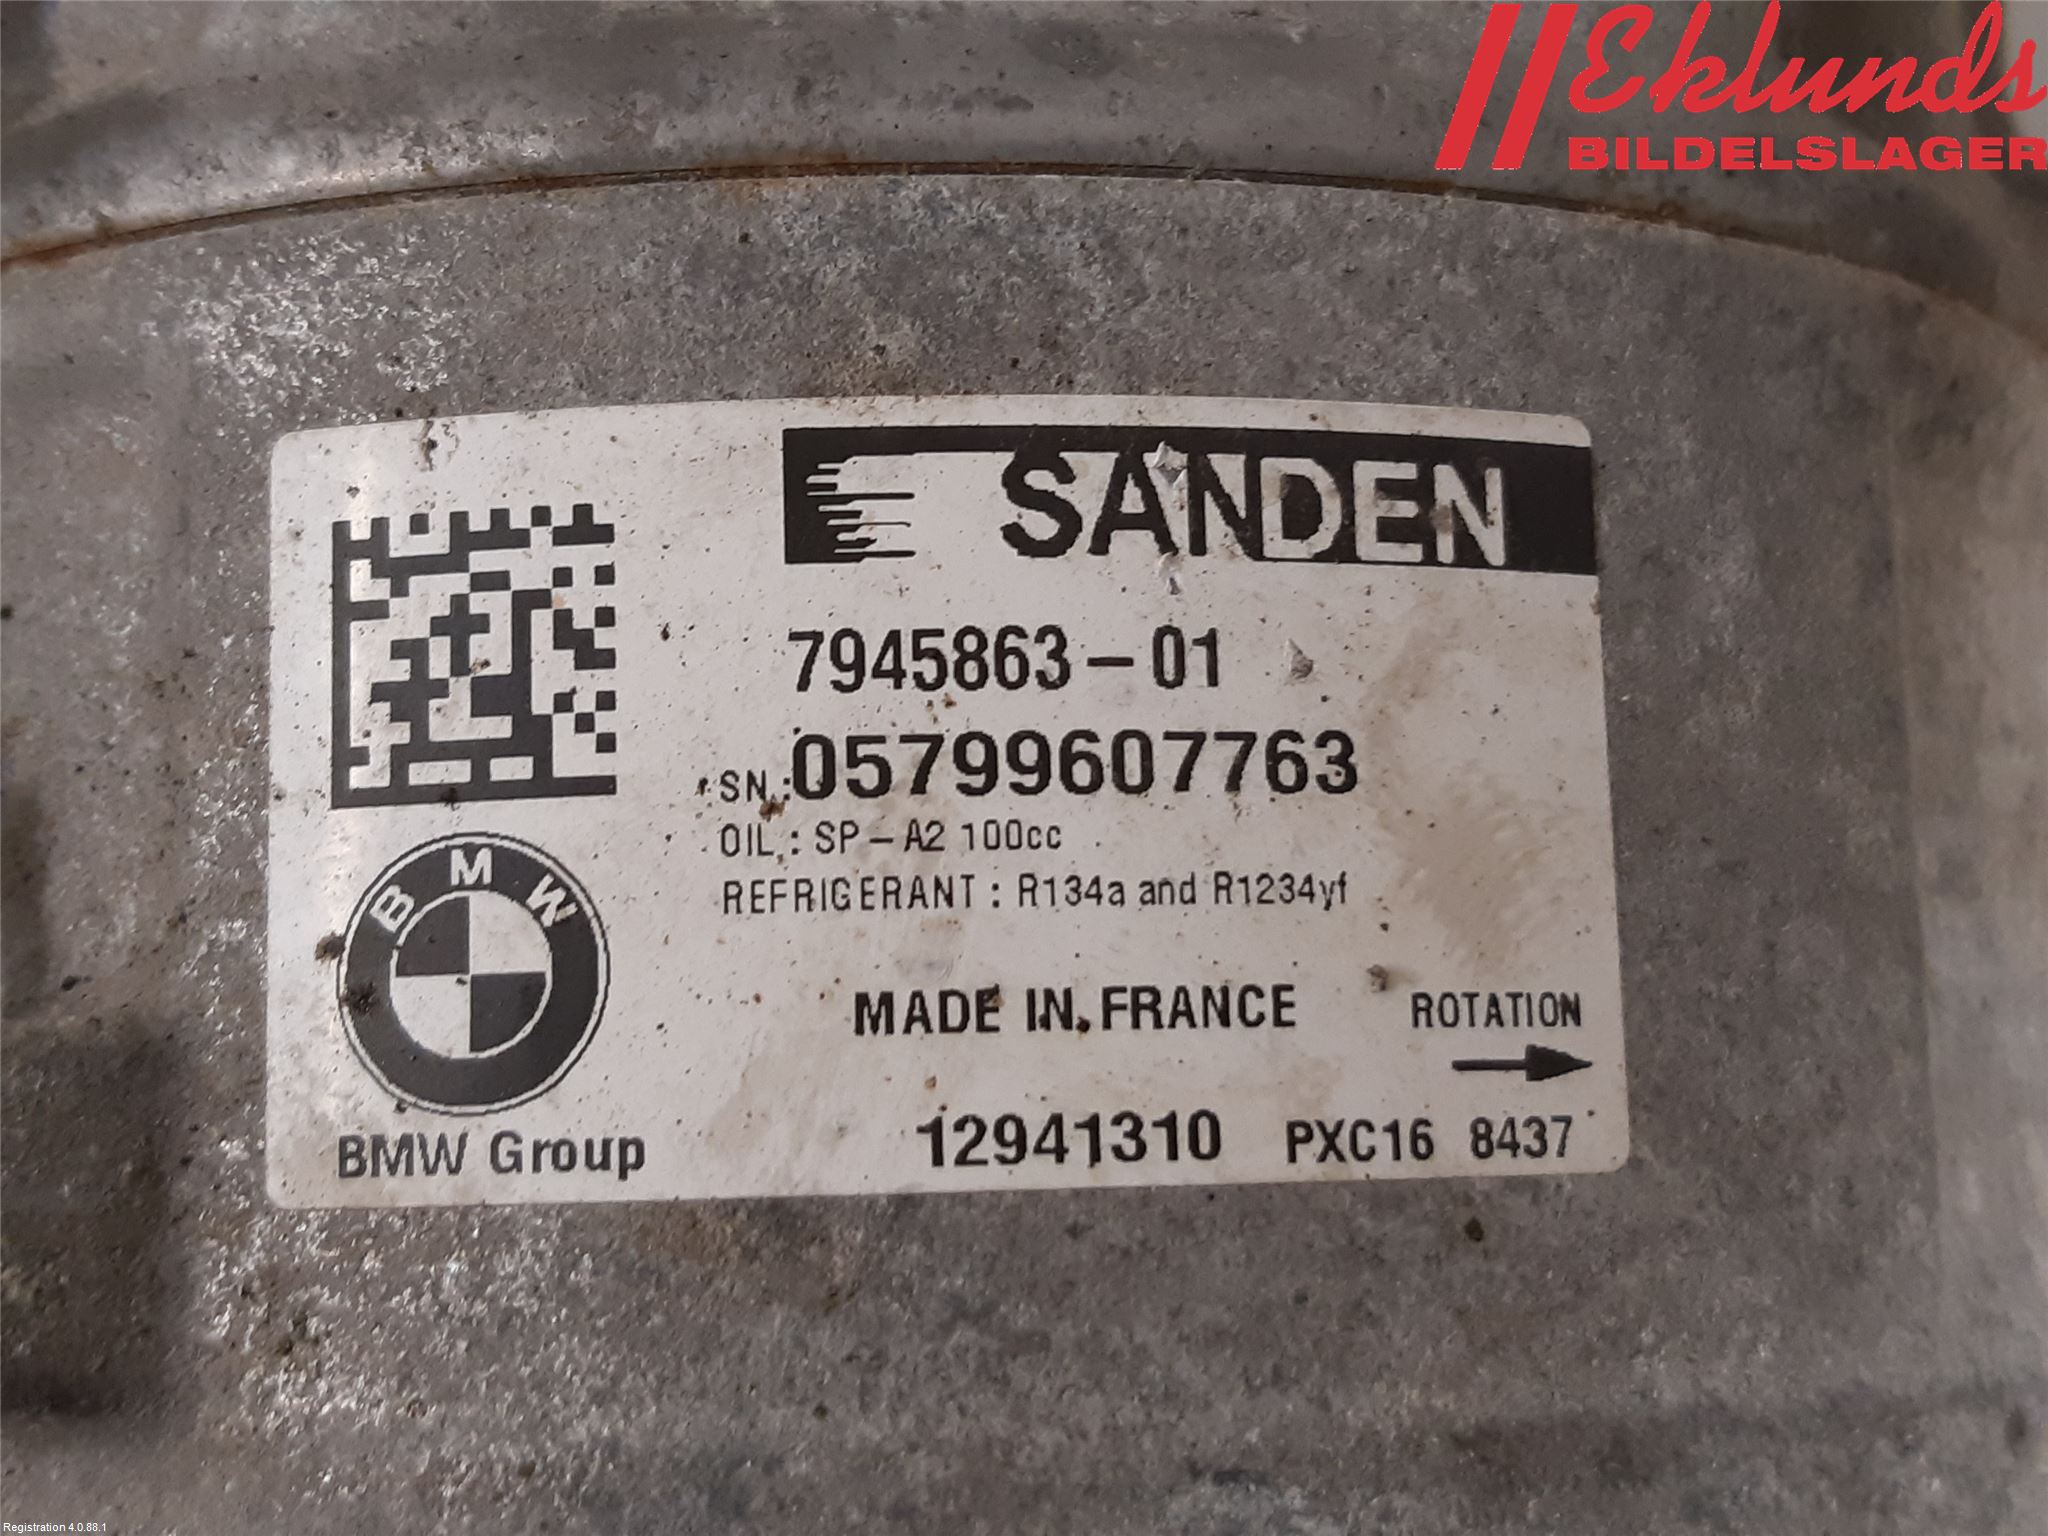 Eklunds
BILDELSLAGER
SANDEN
7945863-01
SN.:05799607763
OIL.: SP-A2 100cc
REFRIGERANT: R134a and R1234yf
BMW
MADE IN FRANCE
ROTATION
BMW Group
12941310 PXC16 8437
Registration 4.0.88.1